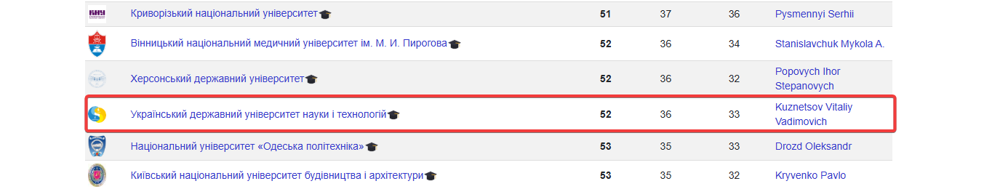 Криворізький національний університет 51 37 36 Pysmennyi Serhii
Вінницький національний медичний університет ім. М. И. Пирогова 52 36 34 Stanislavchuk Mykola A.
Херсонський державний університет 52 36 32 Popovych Ihor
Stepanovych
Український державний університет науки і технологій 52 36 33 Kuznetsov Vitaliy
Vadimovich
Національний університет «Одеська політехніка» 53 35 33 Drozd Oleksandr
Київський національний університет будівництва і архітектури 53 35 32 Kryvenko Pavlo